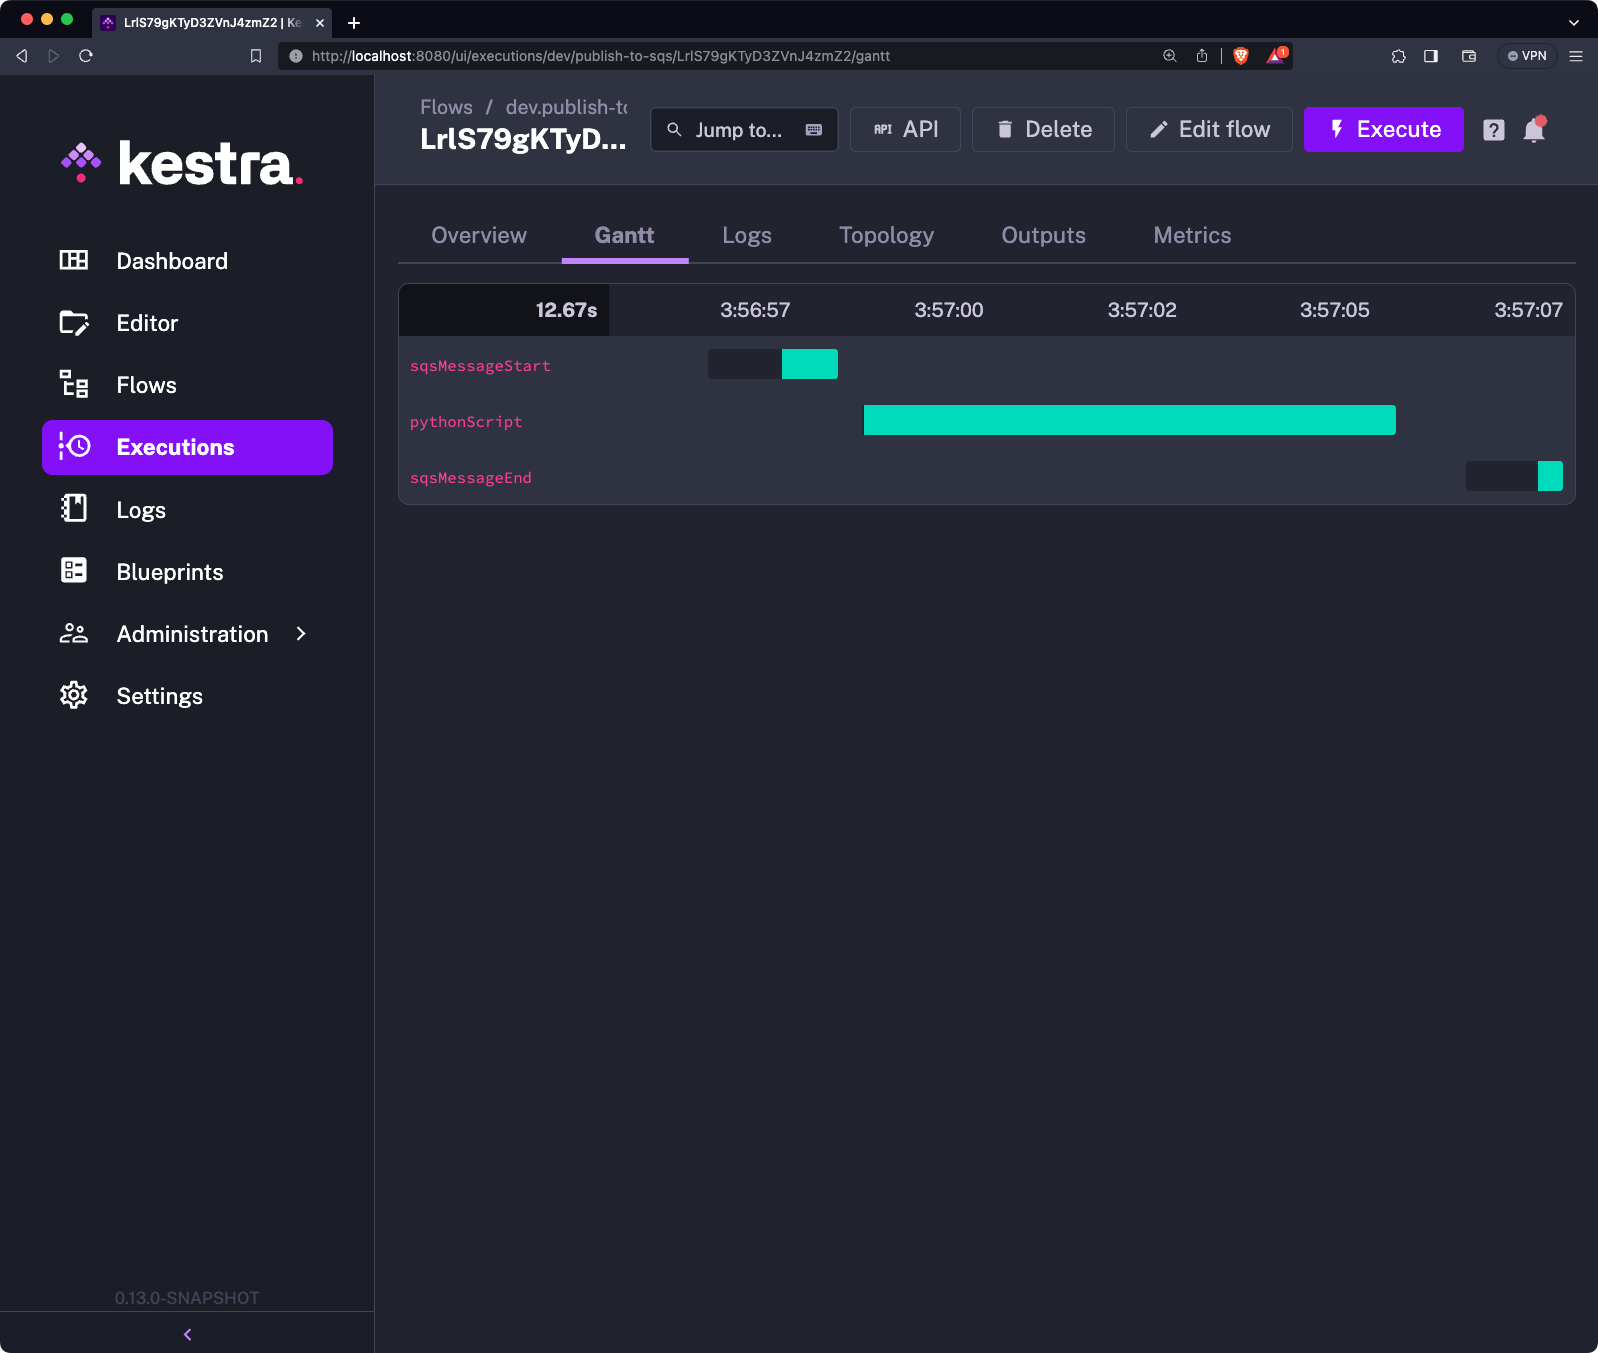 LrlS79gKTyD3ZVnJ4zmZ2 | Ke
http://localhost:8080/ui/executions/dev/publish-to-sqs/LrlS79gKTyD3ZVnJ4zmZ2/gantt
1
VPN
kestra.
Dashboard
Editor
Flows
Executions
Logs
Blueprints
Administration
Settings
0.13.0-SNAPSHOT
Flows / dev.publish-to
LrlS79gKTyD...
Jump to...
API API
Delete
Edit flow
Execute
?
Overview Gantt Logs Topology Outputs Metrics
12.67s 3:56:57 3:57:00 3:57:02 3:57:05 3:57:07
sqsMessageStart
pythonScript
sqsMessageEnd